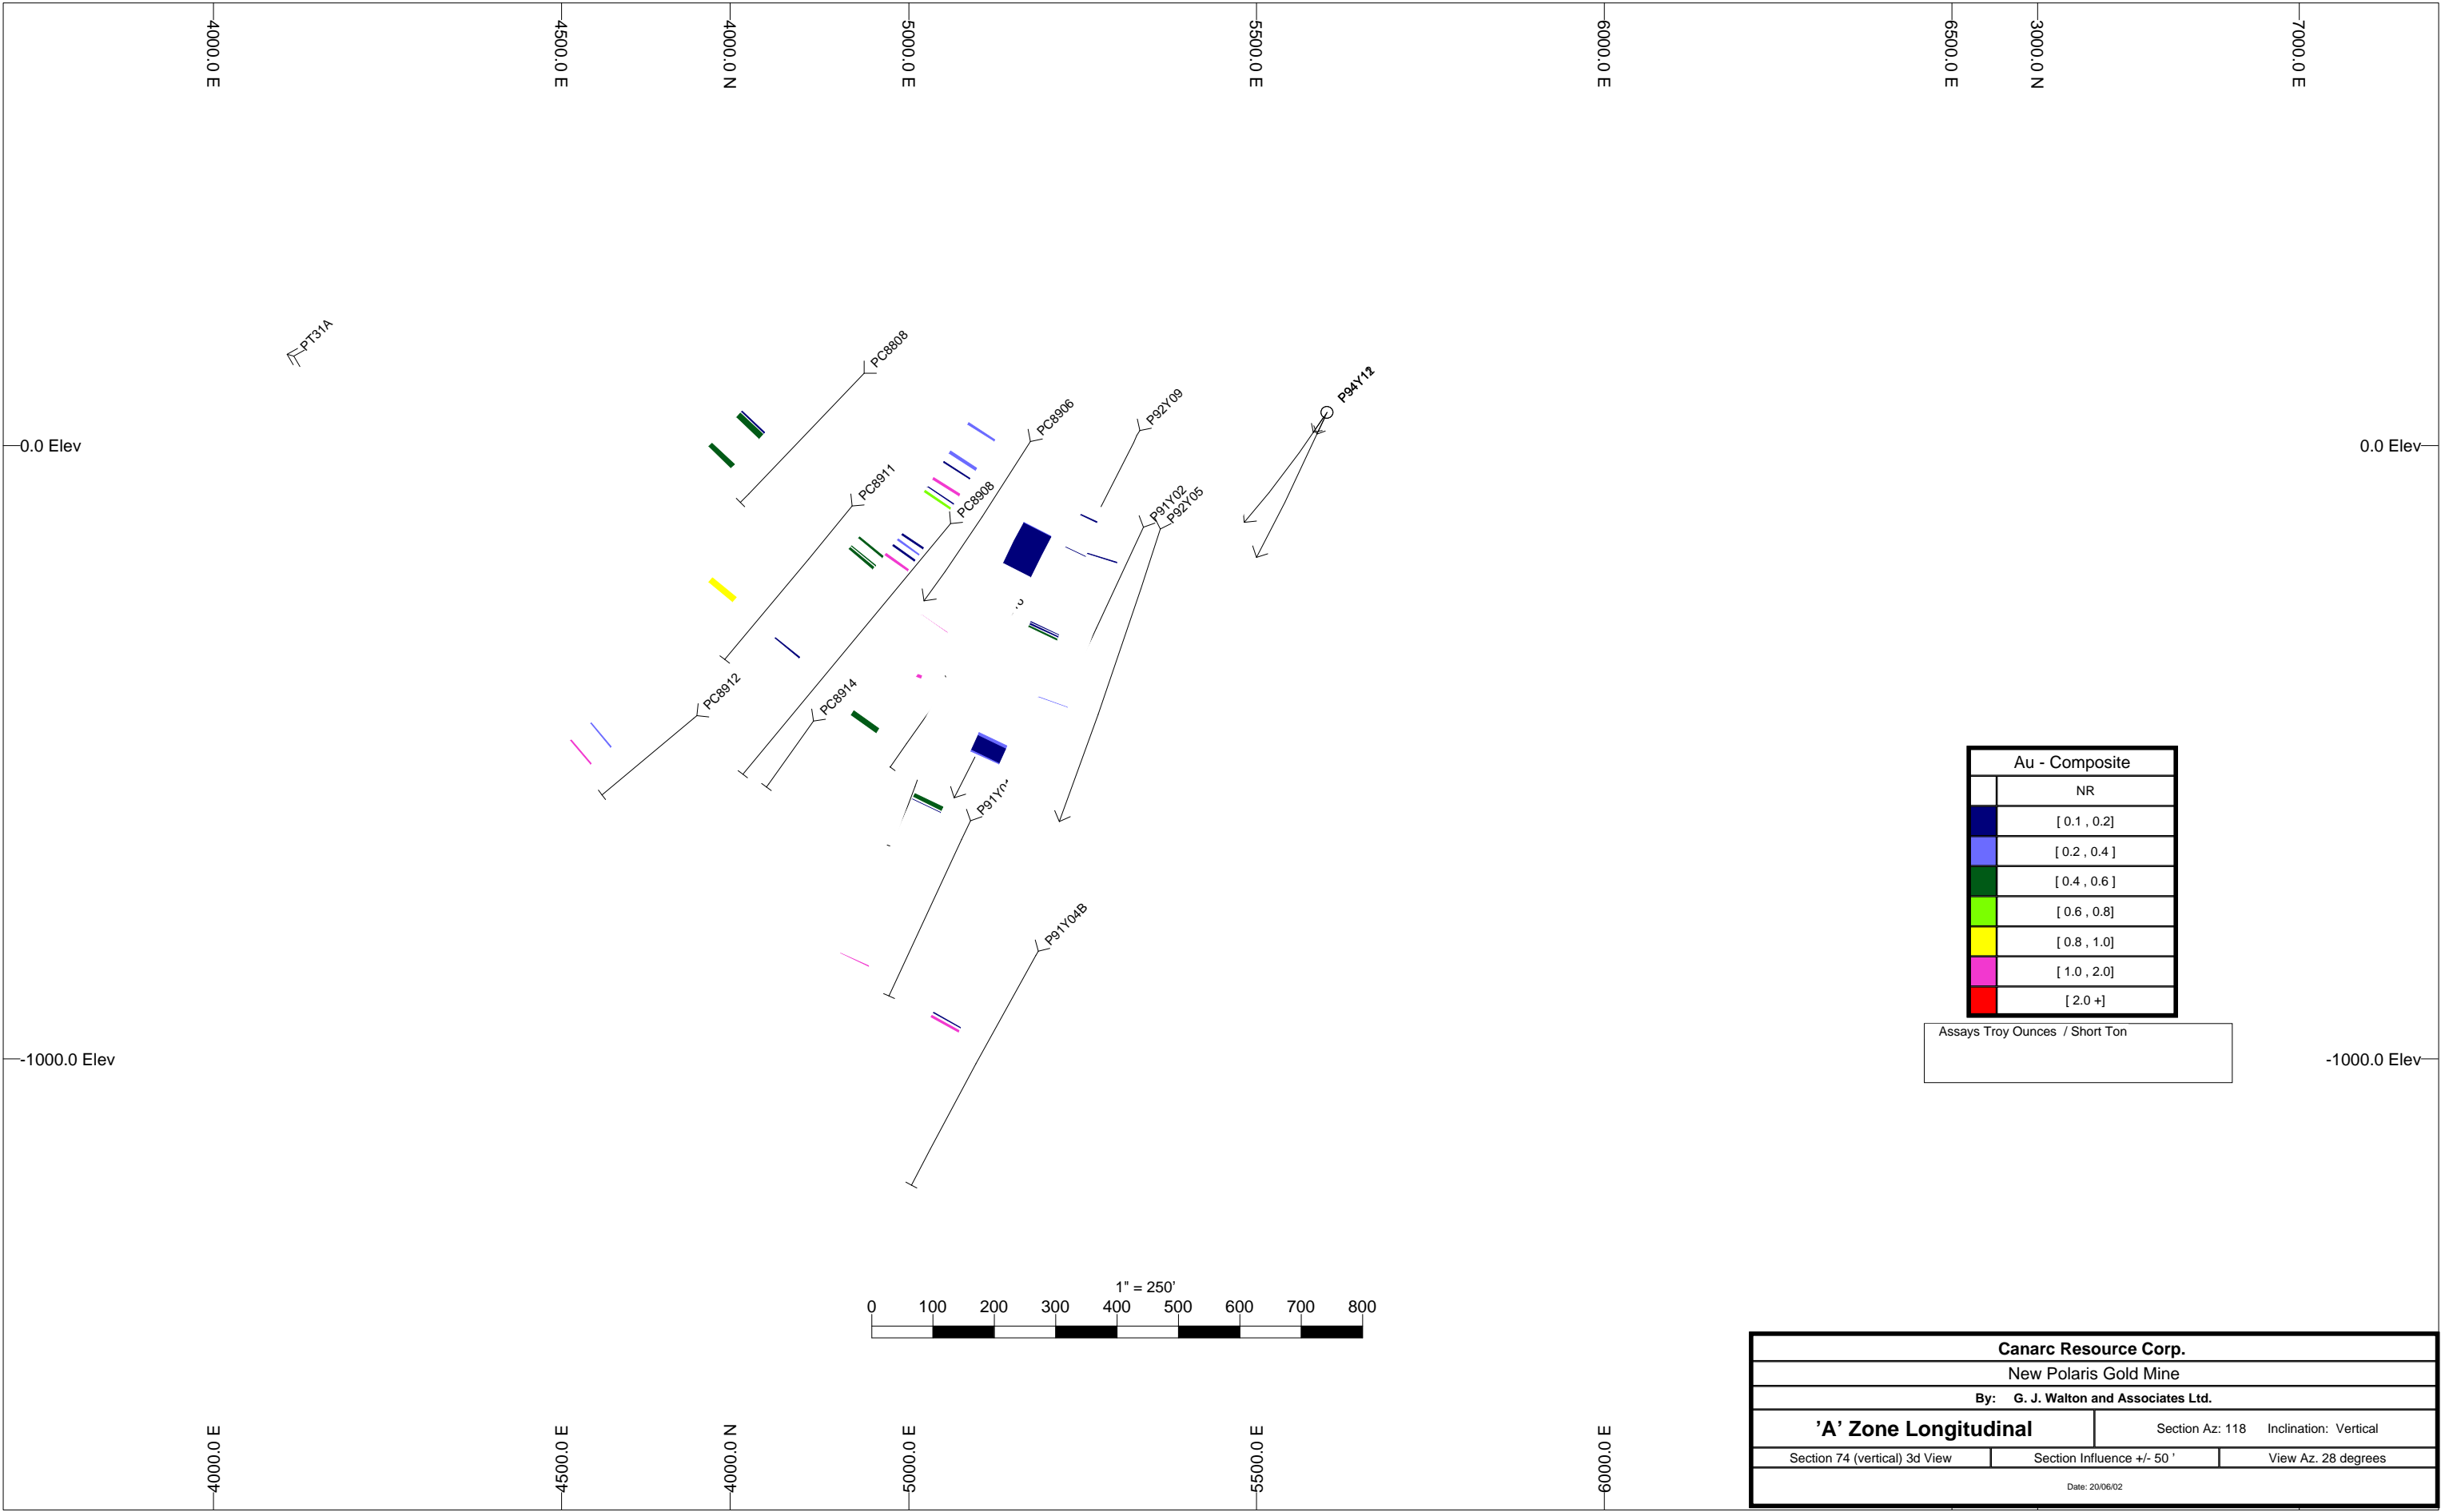 4000.0 E
4500.0 E
4000.0 N
5000.0 E
5500.0 E
6000.0 E
6500.0 E
3000.0 N
7000.0 E
PT31A
PC8808
P94Y12
P92Y09
PC8906
0.0 Elev
0.0 Elev
PC8911
PC8908
P91Y02
P92Y05
PC8912
PC8914
P91Y0
P91Y04B
Au - Composite
NR
[ 0.1 , 0.2]
[ 0.2 , 0.4 ]
[ 0.4 , 0.6 ]
[ 0.6 , 0.8]
[ 0.8 , 1.0]
[ 1.0 , 2.0]
[ 2.0 +]
Assays Troy Ounces / Short Ton
-1000.0 Elev
-1000.0 Elev
1" = 250'
0 100 200 300 400 500 600 700 800
4000.0 E
4500.0 E
4000.0 N
5000.0 E
5500.0 E
6000.0 E
Canarc Resource Corp.
New Polaris Gold Mine
By: G. J. Walton and Associates Ltd.
'A' Zone Longitudinal
Section Az: 118 Inclination: Vertical
Section 74 (vertical) 3d View
Section Influence +/- 50 '
View Az. 28 degrees
Date: 20/06/02